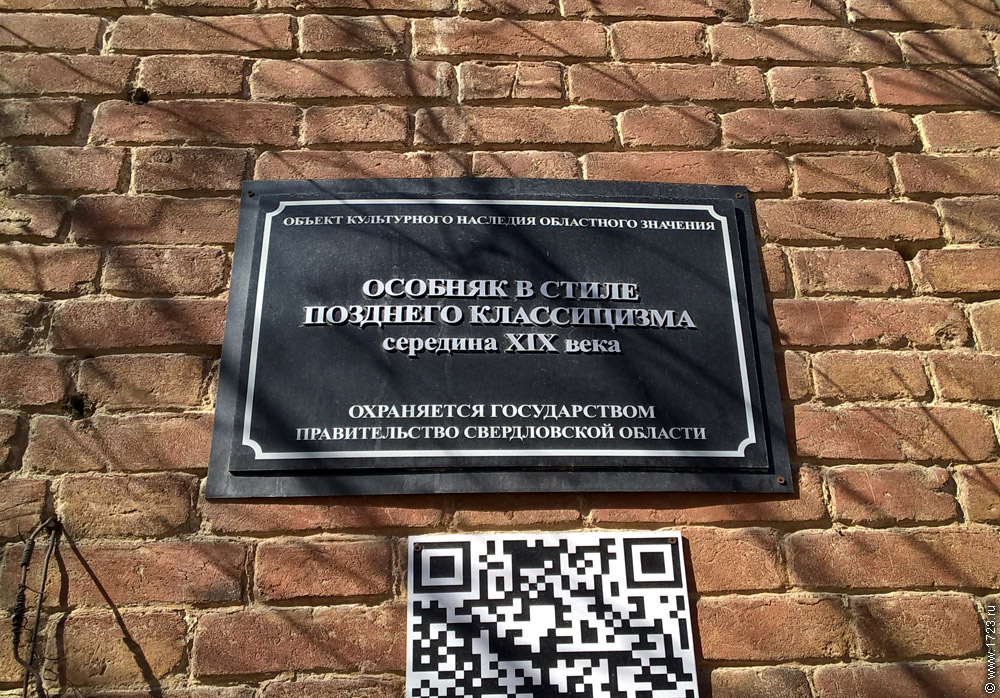 ОБЪЕКТ КУЛЬТУРНОГО НАСЛЕДИЯ ОБЛАСТНОГО ЗНАЧЕНИЯ
ОСОБНЯК В СТИЛЕ
ПОЗДНЕГО КЛАССИЦИЗМА
середина XIX века
ОХРАНЯЕТСЯ ГОСУДАРСТВОМ
ПРАВИТЕЛЬСТВО СВЕРДЛОВСКОЙ ОБЛАСТИ
© www.1723.ru